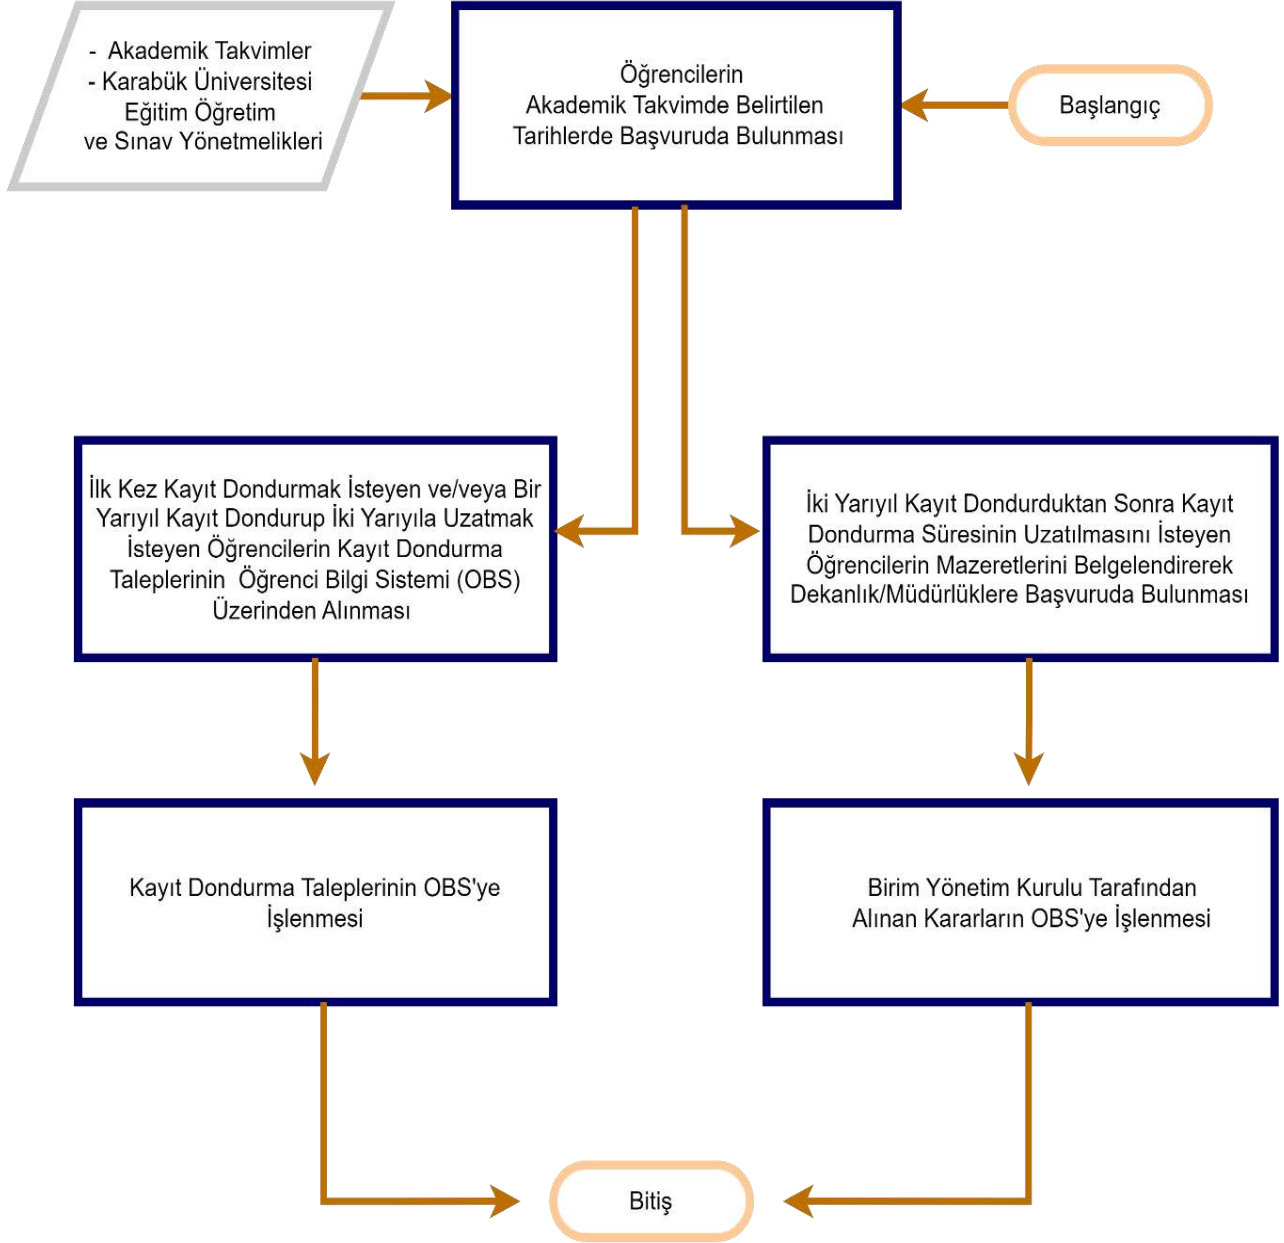 - Akademik Takvimler
- Karabük Üniversitesi
Eğitim Öğretim
ve Sınav Yönetmelikleri
Öğrencilerin
Akademik Takvimde Belirtilen
Tarihlerde Başvuruda Bulunması
Başlangıç
İlk Kez Kayıt Dondurmak İsteyen ve/veya Bir
Yarıyıl Kayıt Dondurup İki Yarıyıla Uzatmak
İsteyen Öğrencilerin Kayıt Dondurma
Taleplerinin Öğrenci Bilgi Sistemi (OBS)
Üzerinden Alınması
İki Yarıyıl Kayıt Dondurduktan Sonra Kayıt
Dondurma Süresinin Uzatılmasını İsteyen
Öğrencilerin Mazeretlerini Belgelendirerek
Dekanlık/Müdürlüklere Başvuruda Bulunması
Kayıt Dondurma Taleplerinin OBS'ye
İşlenmesi
Birim Yönetim Kurulu Tarafından
Alınan Kararların OBS'ye İşlenmesi
Bitiş